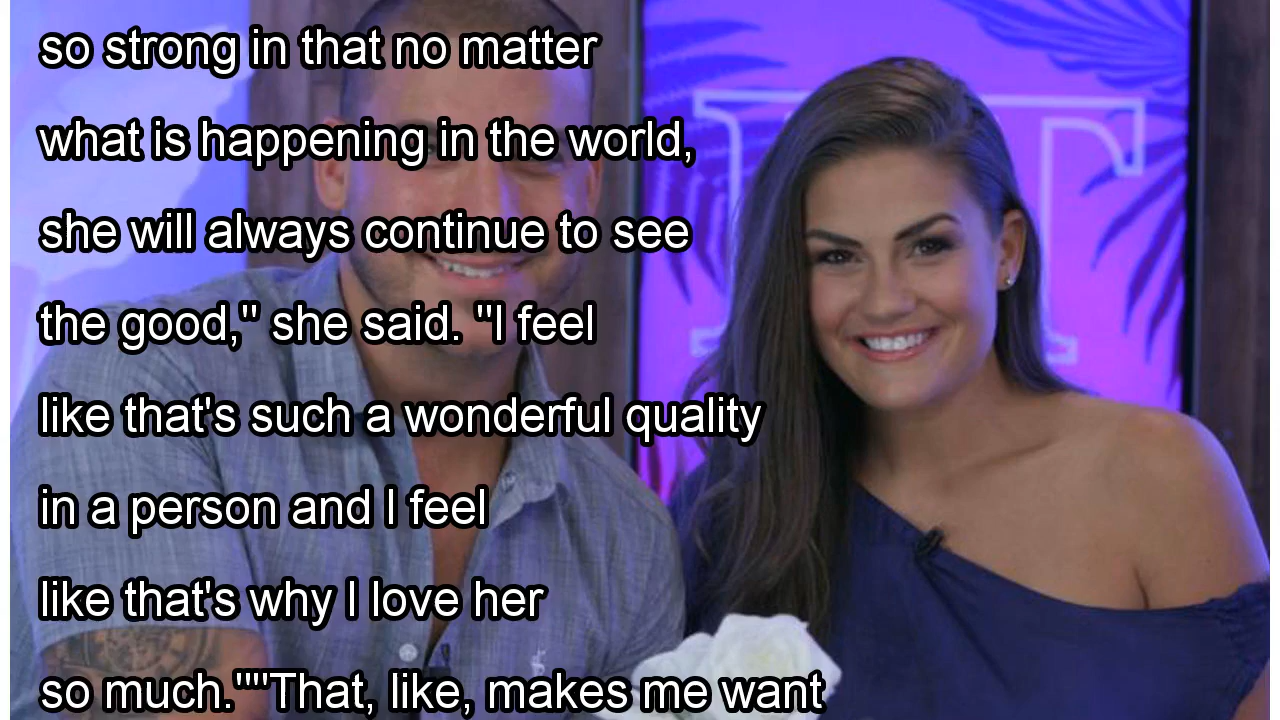 so strong in that no matter
what is happening in the world,
she will always continue to see
the good," she said. "I feel
like that's such a wonderful quality
in a person and I feel
like that's why I love her
so much.""That, like, makes me want